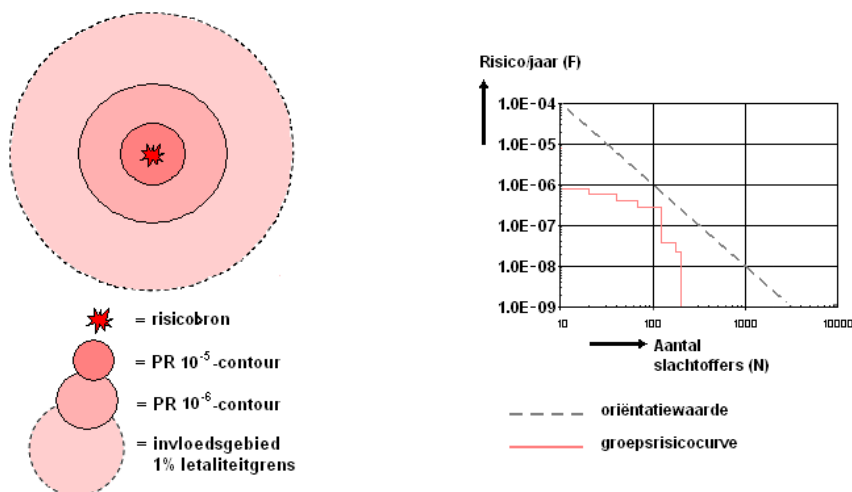 = risicobron
= PR 10⁻⁵-contour
= PR 10⁻⁶-contour
= invloedsgebied
1% letaliteitgrens
Risico/jaar (F)
1.0E-04
1.0E-05
1.0E-06
1.0E-07
1.0E-08
1.0E-09
10 100 1000 10000
Aantal
slachtoffers (N)
oriëntatiewaarde
groepsrisicocurve